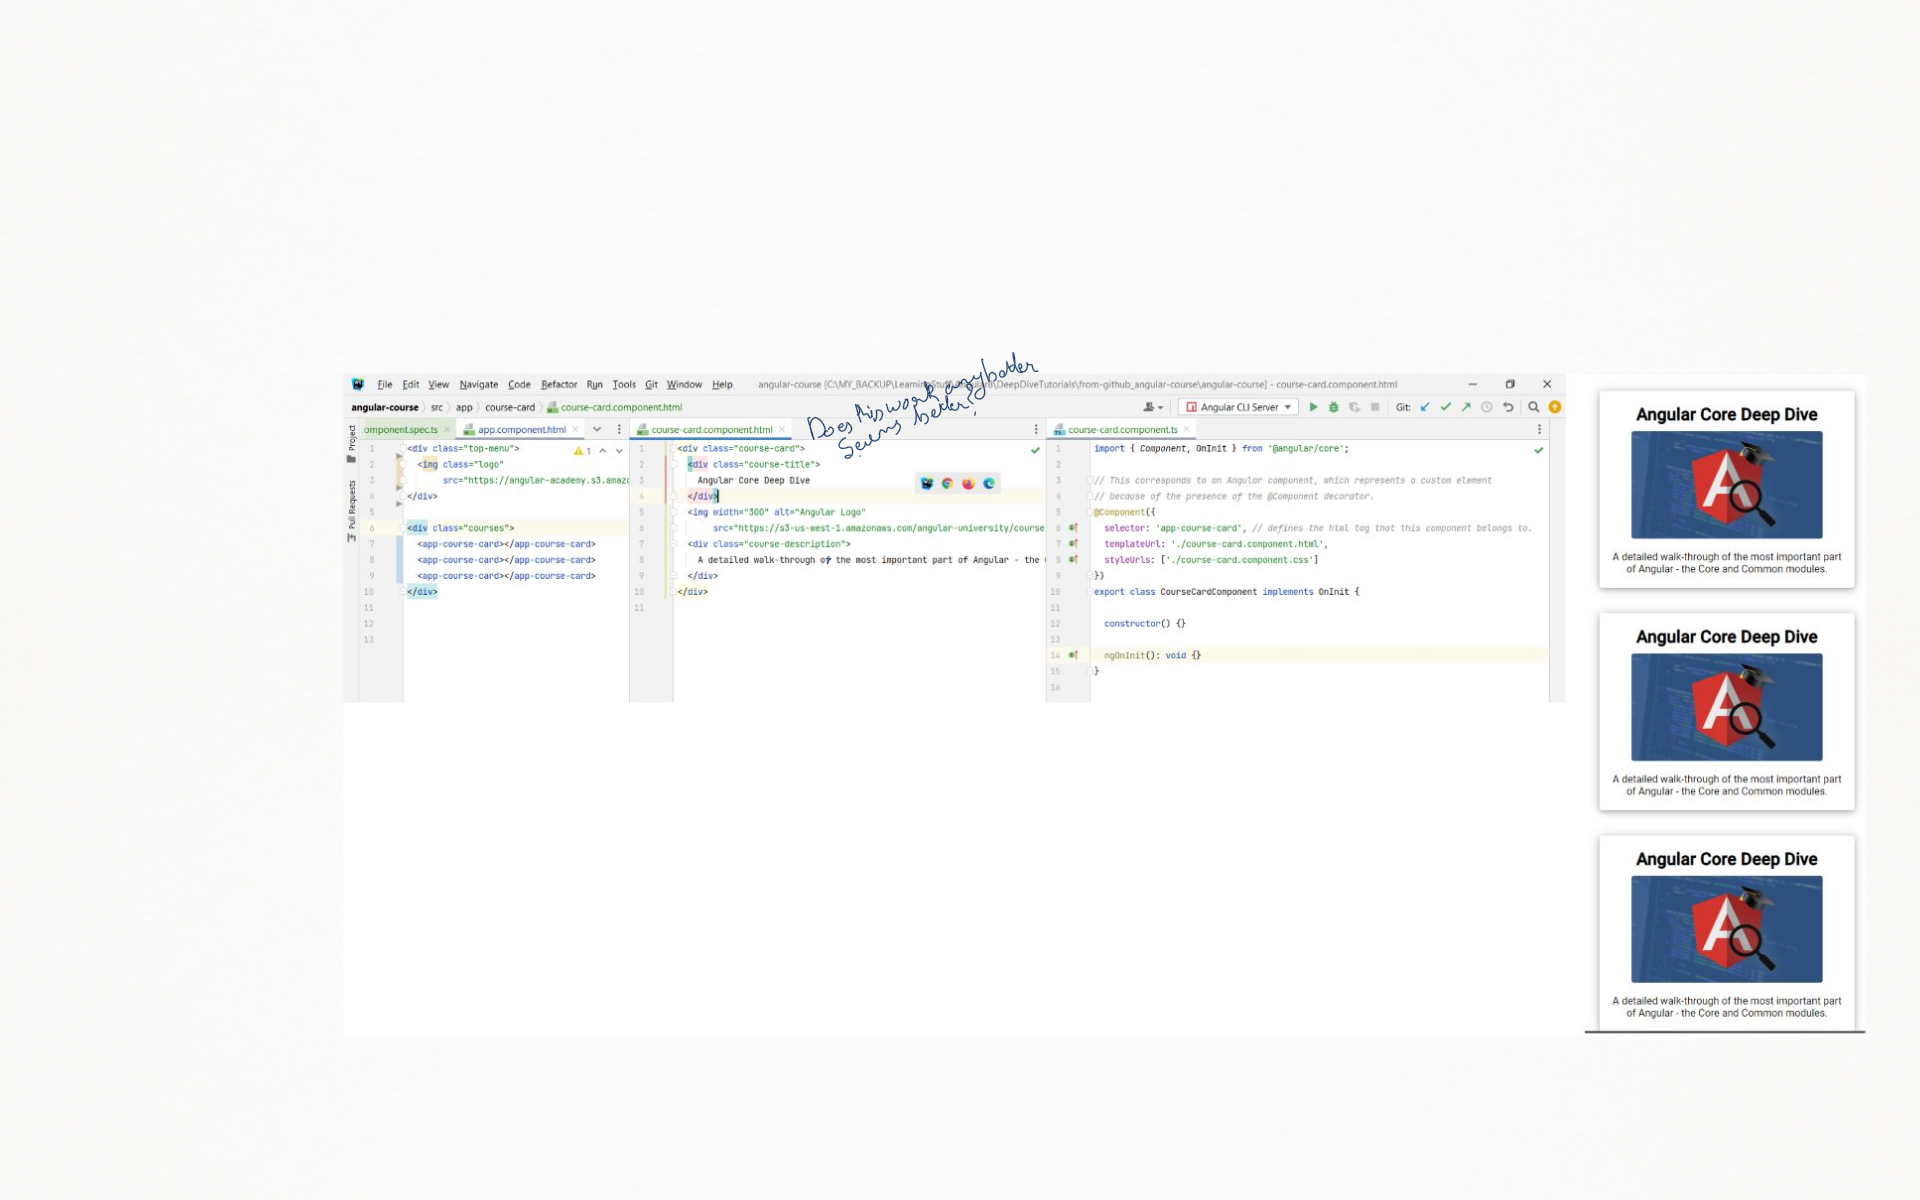 File Edit View Navigate Code Refactor Run Tools Git Window Help
angular-course [C:\MY_BACKUP\LearningStuff\ \DeepDiveTutorials\from-github_angular-course\angular-course] - course-card.component.html
Does this work any better
Seems better?
angular-course src app course-card course-card.component.html
Angular CLI Server
Git:
Project
Pull Requests
omponent.spec.ts
app.component.html
1
1 <div class="top-menu">
2 <img class="logo"
3 src="https://angular-academy.s3.amazo
4 </div>
5
6 <div class="courses">
7 <app-course-card></app-course-card>
8 <app-course-card></app-course-card>
9 <app-course-card></app-course-card>
10 </div>
11
12
13
course-card.component.html
1 <div class="course-card">
2 <div class="course-title">
3 Angular Core Deep Dive
4 </div>
5 <img width="300" alt="Angular Logo"
6 src="https://s3-us-west-1.amazonaws.com/angular-university/course
7 <div class="course-description">
8 A detailed walk-through of the most important part of Angular - the
9 </div>
10 </div>
11
course-card.component.ts
1 import { Component, OnInit } from '@angular/core';
2
3 // This corresponds to an Angular component, which represents a custom element
4 // because of the presence of the @Component decorator.
5 @Component({
6 selector: 'app-course-card', // defines the html tag that this component belongs to.
7 templateUrl: './course-card.component.html',
8 styleUrls: ['./course-card.component.css']
9 })
10 export class CourseCardComponent implements OnInit {
11
12 constructor() {}
13
14 ngOnInit(): void {}
15 }
16
Angular Core Deep Dive
A detailed walk-through of the most important part
of Angular - the Core and Common modules.
Angular Core Deep Dive
A detailed walk-through of the most important part
of Angular - the Core and Common modules.
Angular Core Deep Dive
A detailed walk-through of the most important part
of Angular - the Core and Common modules.